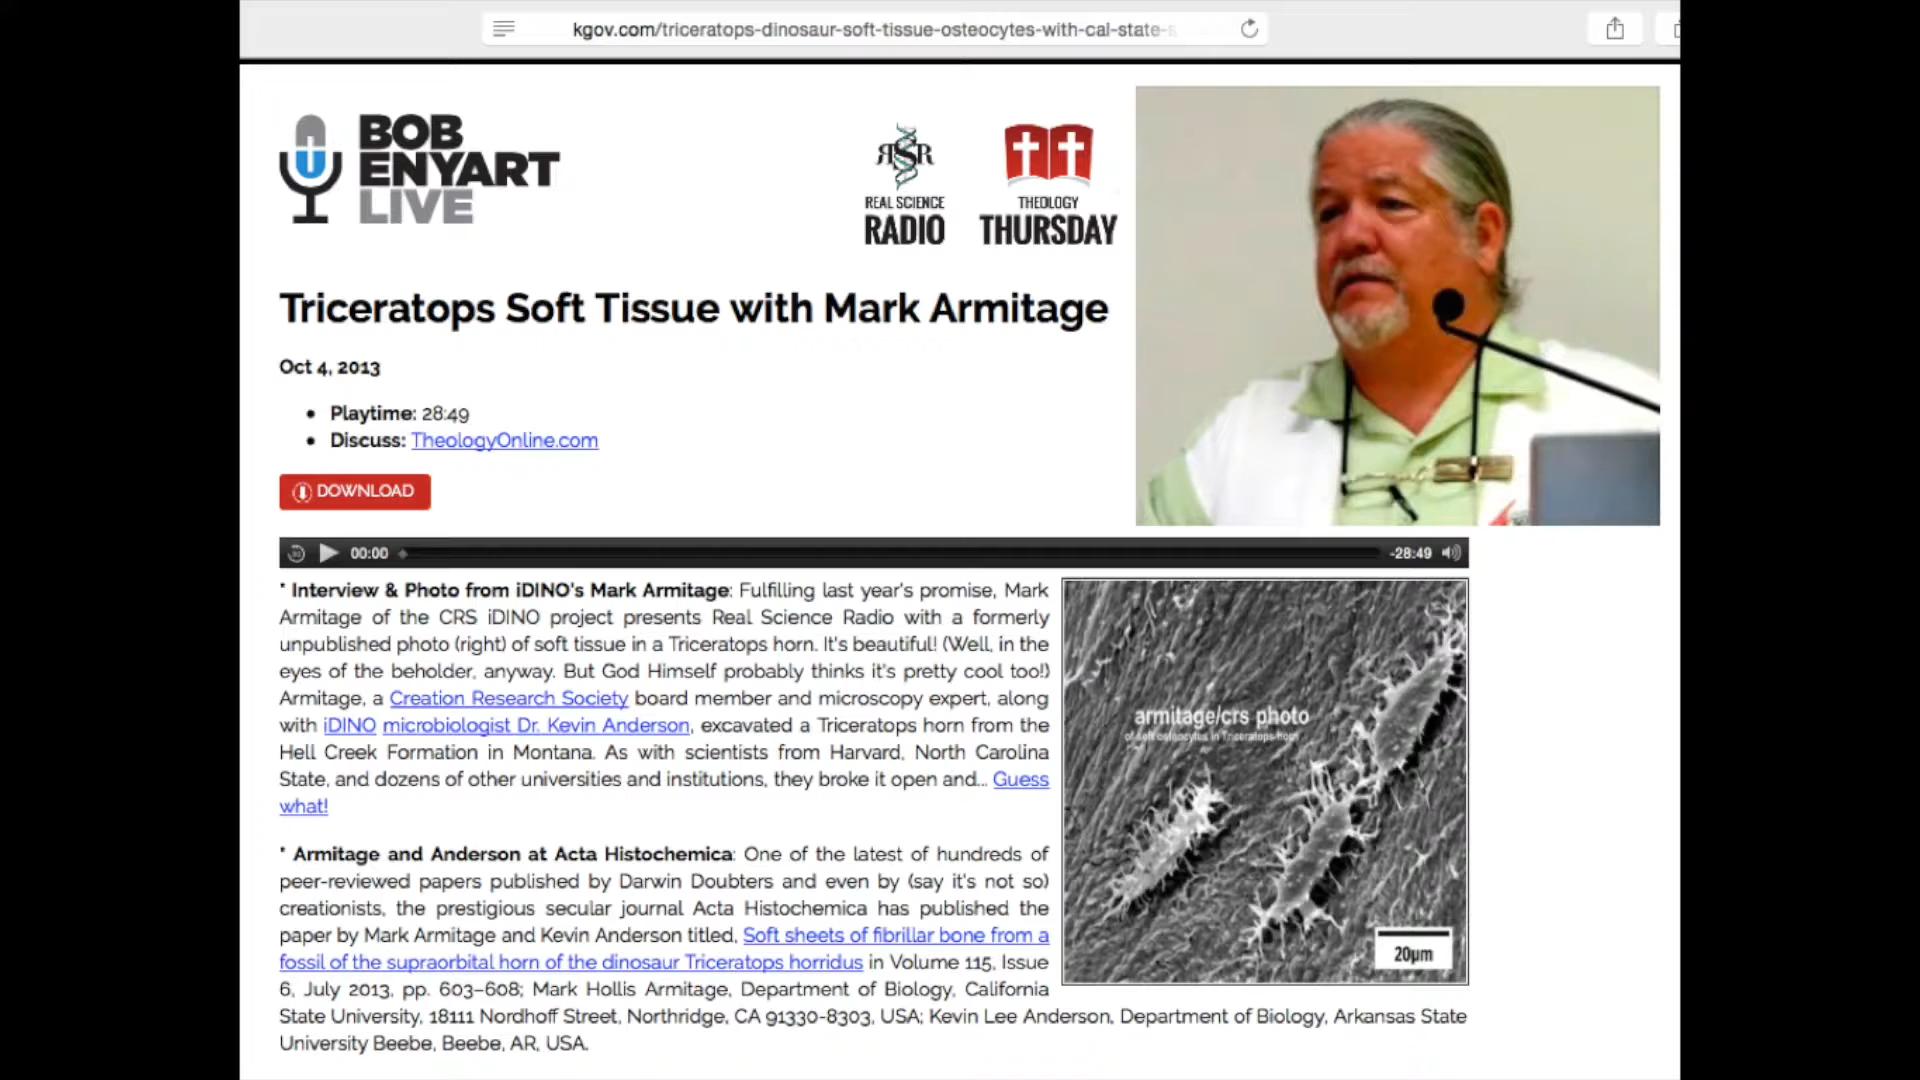 kgov.com/triceratops-dinosaur-soft-tissue-osteocytes-with-cal-state-s
BOB
ENYART
LIVE
RSR
REAL SCIENCE
RADIO
THEOLOGY
THURSDAY
Triceratops Soft Tissue with Mark Armitage
Oct 4, 2013
• Playtime: 28:49
• Discuss: TheologyOnline.com
DOWNLOAD
00:00
-28:49
* Interview & Photo from iDINO's Mark Armitage: Fulfilling last year's promise, Mark
Armitage of the CRS iDINO project presents Real Science Radio with a formerly
unpublished photo (right) of soft tissue in a Triceratops horn. It's beautiful! (Well, in the
eyes of the beholder, anyway. But God Himself probably thinks it's pretty cool too!)
Armitage, a Creation Research Society board member and microscopy expert, along
with iDINO microbiologist Dr. Kevin Anderson, excavated a Triceratops horn from the
Hell Creek Formation in Montana. As with scientists from Harvard, North Carolina
State, and dozens of other universities and institutions, they broke it open and... Guess
what!
armitage/crs photo
of soft osteocytes in Triceratops horn
20μm
* Armitage and Anderson at Acta Histochemica: One of the latest of hundreds of
peer-reviewed papers published by Darwin Doubters and even by (say it's not so)
creationists, the prestigious secular journal Acta Histochemica has published the
paper by Mark Armitage and Kevin Anderson titled, Soft sheets of fibrillar bone from a
fossil of the supraorbital horn of the dinosaur Triceratops horridus in Volume 115, Issue
6, July 2013, pp. 603–608; Mark Hollis Armitage, Department of Biology, California
State University, 18111 Nordhoff Street, Northridge, CA 91330-8303, USA; Kevin Lee Anderson, Department of Biology, Arkansas State
University Beebe, Beebe, AR, USA.